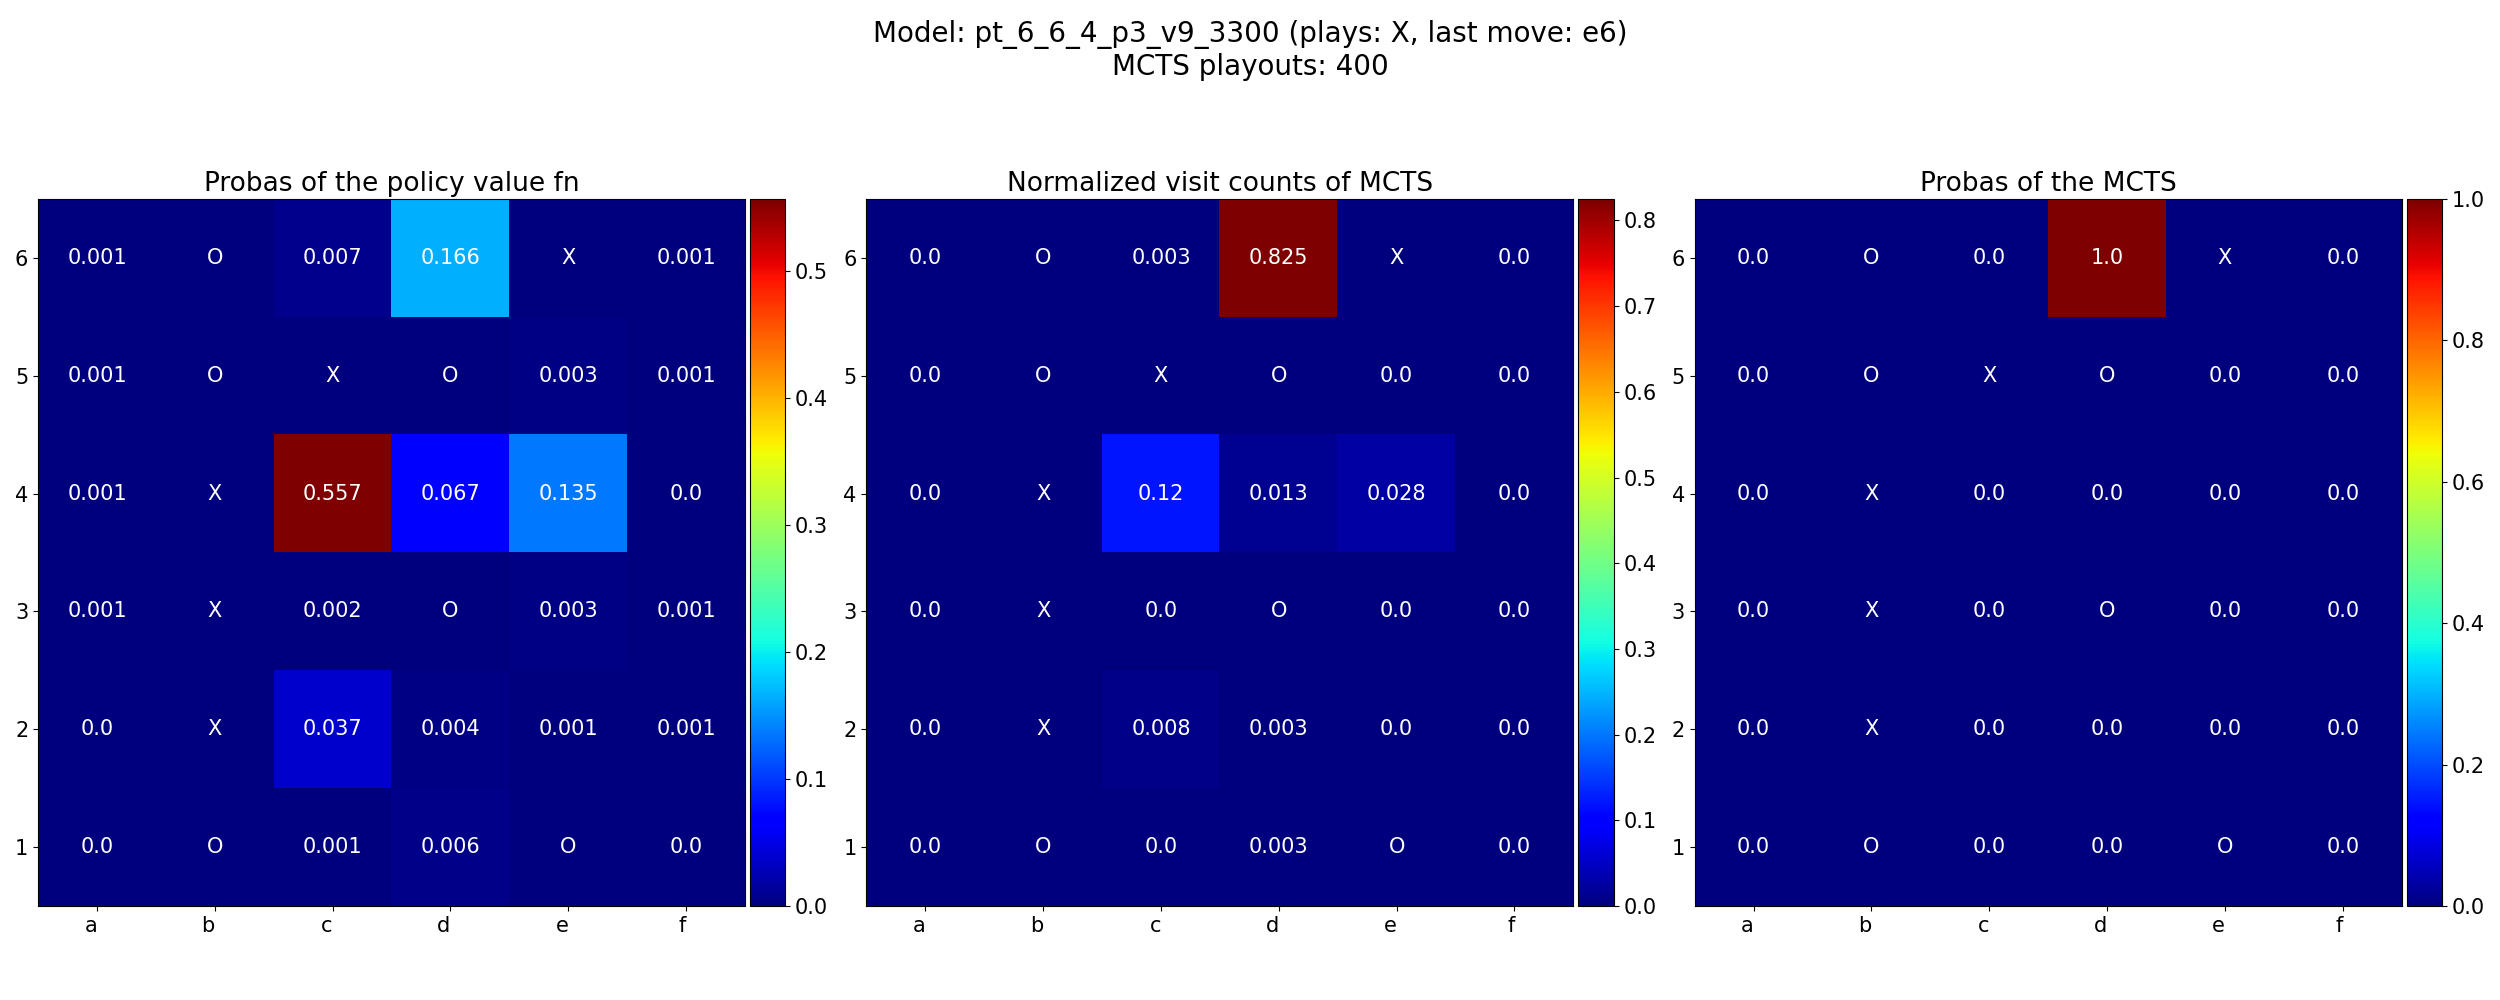 Model: pt_6_6_4_p3_v9_3300 (plays: X, last move: e6)
MCTS playouts: 400
Probas of the policy value fn
6 0.001 O 0.007 0.166 X 0.001
5 0.001 O X O 0.003 0.001
4 0.001 X 0.557 0.067 0.135 0.0
3 0.001 X 0.002 O 0.003 0.001
2 0.0 X 0.037 0.004 0.001 0.001
1 0.0 O 0.001 0.006 O 0.0
a b c d e f
0.5
0.4
0.3
0.2
0.1
0.0
Normalized visit counts of MCTS
6 0.0 O 0.003 0.825 X 0.0
5 0.0 O X O 0.0 0.0
4 0.0 X 0.12 0.013 0.028 0.0
3 0.0 X 0.0 O 0.0 0.0
2 0.0 X 0.008 0.003 0.0 0.0
1 0.0 O 0.0 0.003 O 0.0
a b c d e f
0.8
0.7
0.6
0.5
0.4
0.3
0.2
0.1
0.0
Probas of the MCTS
6 0.0 O 0.0 1.0 X 0.0
5 0.0 O X O 0.0 0.0
4 0.0 X 0.0 0.0 0.0 0.0
3 0.0 X 0.0 O 0.0 0.0
2 0.0 X 0.0 0.0 0.0 0.0
1 0.0 O 0.0 0.0 O 0.0
a b c d e f
1.0
0.8
0.6
0.4
0.2
0.0